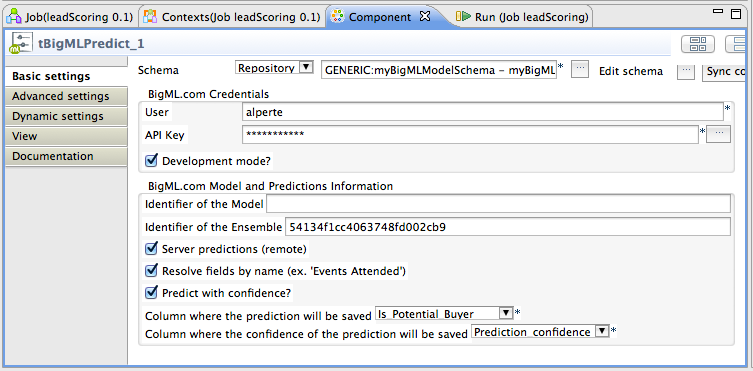 Job(leadScoring 0.1) Contexts(Job leadScoring 0.1) Component Run (Job leadScoring)
tBigMLPredict_1
Basic settings
Advanced settings
Dynamic settings
View
Documentation
Schema Repository GENERIC:myBigMLModelSchema - myBigML * ... Edit schema ... Sync co
BigML.com Credentials
User alperte *
API Key *********** * ...
Development mode?
BigML.com Model and Predictions Information
Identifier of the Model
Identifier of the Ensemble 54134f1cc4063748fd002cb9
Server predictions (remote)
Resolve fields by name (ex. 'Events Attended')
Predict with confidence?
Column where the prediction will be saved Is_Potential_Buyer *
Column where the confidence of the prediction will be saved Prediction_confidence *